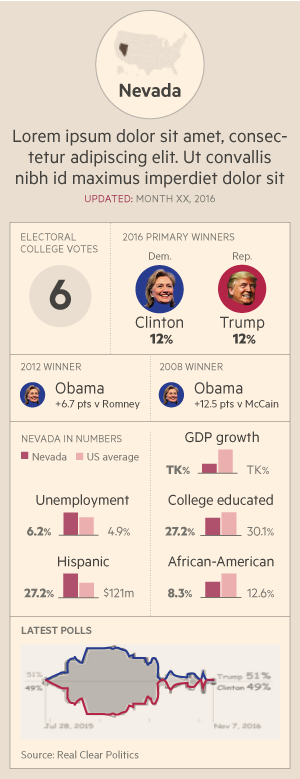 Nevada
Lorem ipsum dolor sit amet, consec-
tetur adipiscing elit. Ut convallis
nibh id maximus imperdiet dolor sit
UPDATED: MONTH XX, 2016
ELECTORAL
COLLEGE VOTES
6
2016 PRIMARY WINNERS
Dem.
Rep.
Clinton
Trump
12%
12%
2012 WINNER
Obama
+6.7 pts v Romney
2008 WINNER
Obama
+12.5 pts v McCain
NEVADA IN NUMBERS
Nevada
US average
GDP growth
TK%
TK%
Unemployment
6.2%
4.9%
College educated
27.2%
30.1%
Hispanic
27.2%
$121m
African-American
8.3%
12.6%
LATEST POLLS
51%
49%
Trump 51%
Clinton 49%
Jul 28, 2015
Nov 7, 2016
Source: Real Clear Politics